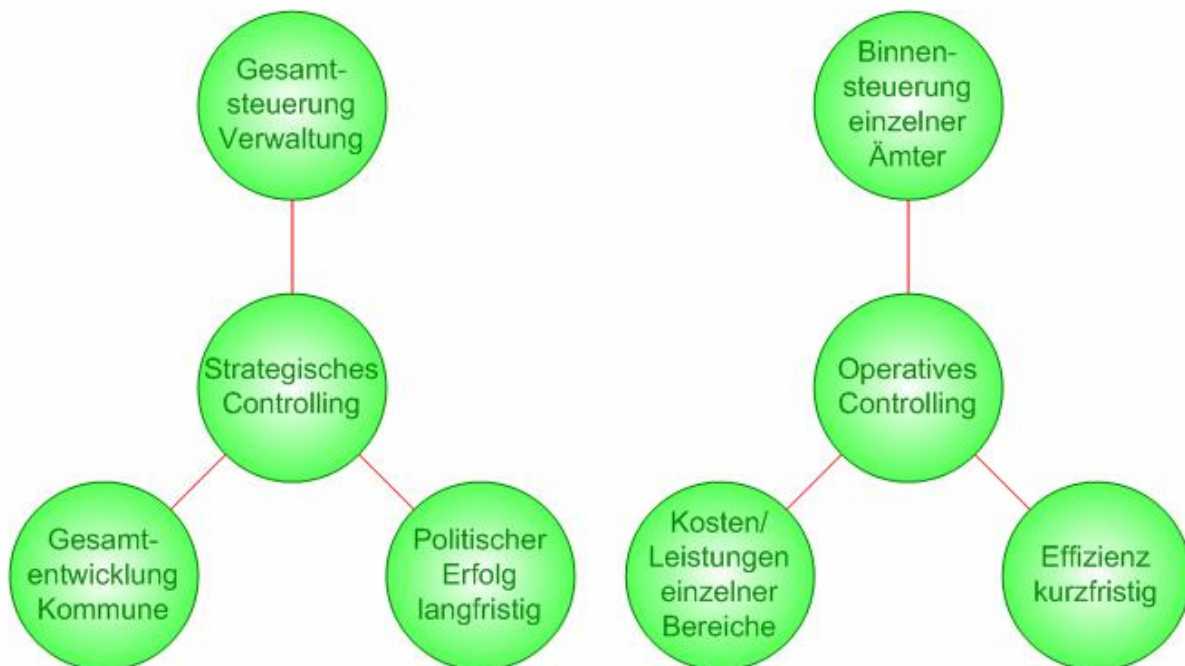 Gesamt-
steuerung
Verwaltung
Strategisches
Controlling
Gesamt-
entwicklung
Kommune
Politischer
Erfolg
langfristig
Binnen-
steuerung
einzelner
Ämter
Operatives
Controlling
Kosten/
Leistungen
einzelner
Bereiche
Effizienz
kurzfristig